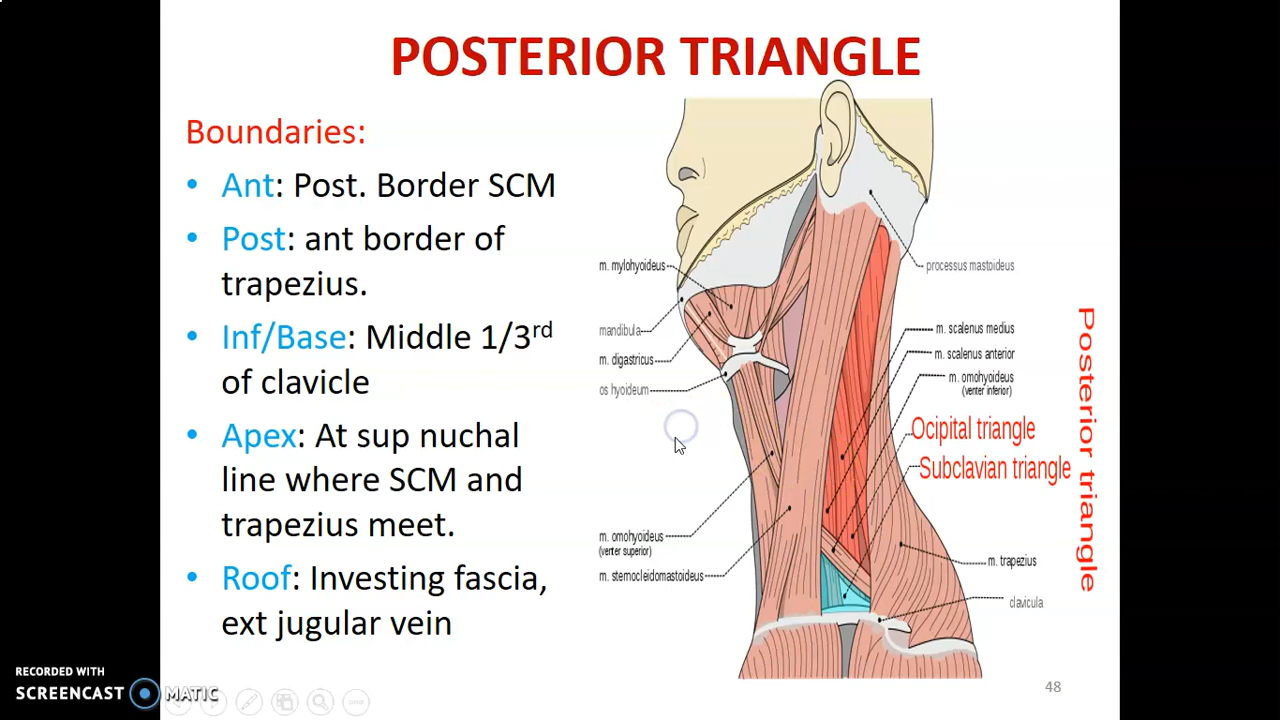 POSTERIOR TRIANGLE
Boundaries:
• Ant: Post. Border SCM
• Post: ant border of
trapezius.
• Inf/Base: Middle 1/3rd
of clavicle
• Apex: At sup nuchal
line where SCM and
trapezius meet.
• Roof: Investing fascia,
ext jugular vein
m. mylohyoideus
mandibula
m. digastricus
os hyoideum
m. omohyoideus
(venter superior)
m. sternocleidomastoideus
processus mastoideus
m. scalenus medius
m. scalenus anterior
m. omohyoideus
(venter inferior)
Ocipital triangle
Subclavian triangle
m. trapezius
clavicula
Posterior triangle
48
RECORDED WITH
SCREENCAST MATIC